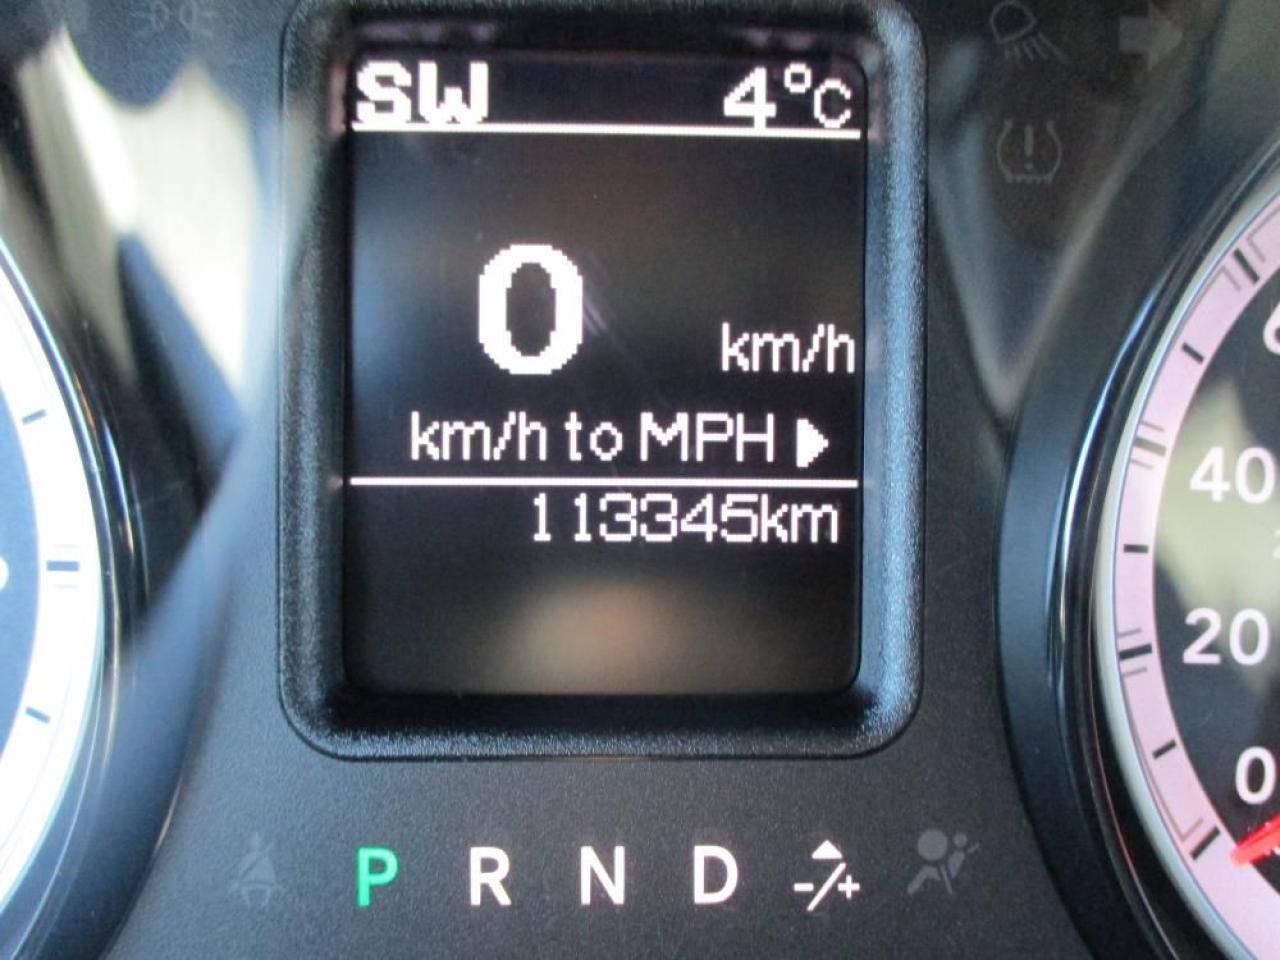 SW 4°C
0 km/h
km/h to MPH ▶
113345km
40
20
0
P R N D -/+